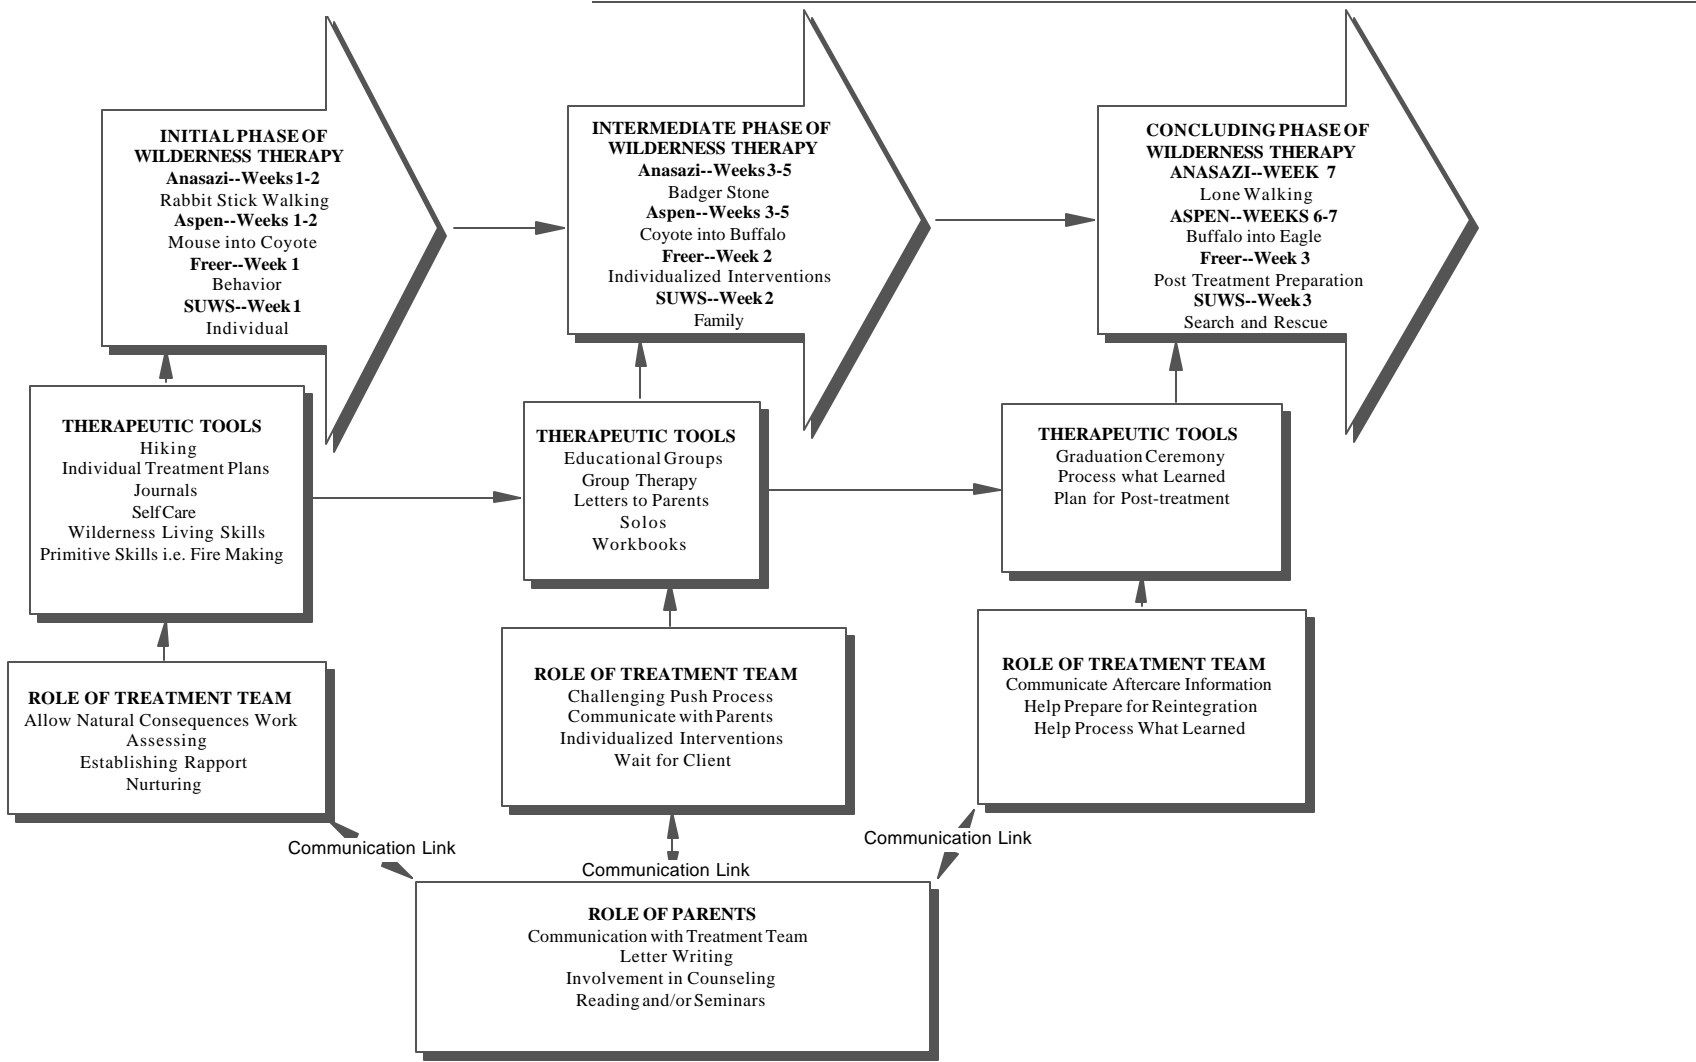 INITIAL PHASE OF
WILDERNESS THERAPY
Anasazi--Weeks 1-2
Rabbit Stick Walking
Aspen--Weeks 1-2
Mouse into Coyote
Freer--Week 1
Behavior
SUWS--Week 1
Individual
INTERMEDIATE PHASE OF
WILDERNESS THERAPY
Anasazi--Weeks 3-5
Badger Stone
Aspen--Weeks 3-5
Coyote into Buffalo
Freer--Week 2
Individualized Interventions
SUWS--Week 2
Family
CONCLUDING PHASE OF
WILDERNESS THERAPY
ANASAZI--WEEK 7
Lone Walking
ASPEN--WEEKS 6-7
Buffalo into Eagle
Freer--Week 3
Post Treatment Preparation
SUWS--Week 3
Search and Rescue
THERAPEUTIC TOOLS
Hiking
Individual Treatment Plans
Journals
Self Care
Wilderness Living Skills
Primitive Skills i.e. Fire Making
THERAPEUTIC TOOLS
Educational Groups
Group Therapy
Letters to Parents
Solos
Workbooks
THERAPEUTIC TOOLS
Graduation Ceremony
Process what Learned
Plan for Post-treatment
ROLE OF TREATMENT TEAM
Allow Natural Consequences Work
Assessing
Establishing Rapport
Nurturing
ROLE OF TREATMENT TEAM
Challenging Push Process
Communicate with Parents
Individualized Interventions
Wait for Client
ROLE OF TREATMENT TEAM
Communicate Aftercare Information
Help Prepare for Reintegration
Help Process What Learned
Communication Link
Communication Link
Communication Link
ROLE OF PARENTS
Communication with Treatment Team
Letter Writing
Involvement in Counseling
Reading and/or Seminars